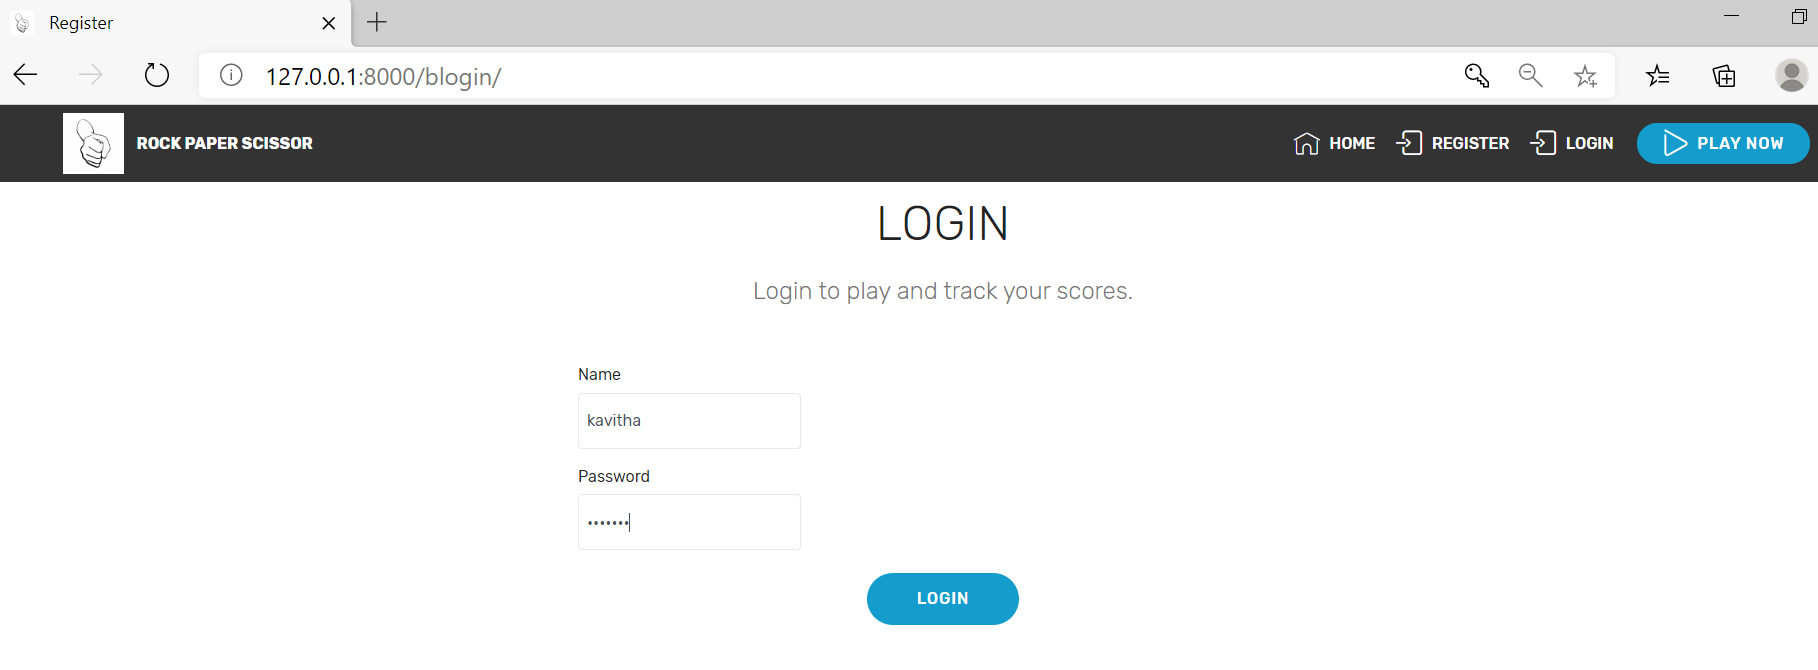 Register
127.0.0.1:8000/blogin/
ROCK PAPER SCISSOR HOME REGISTER LOGIN PLAY NOW
LOGIN
Login to play and track your scores.
Name
kavitha
Password
•••••••
LOGIN